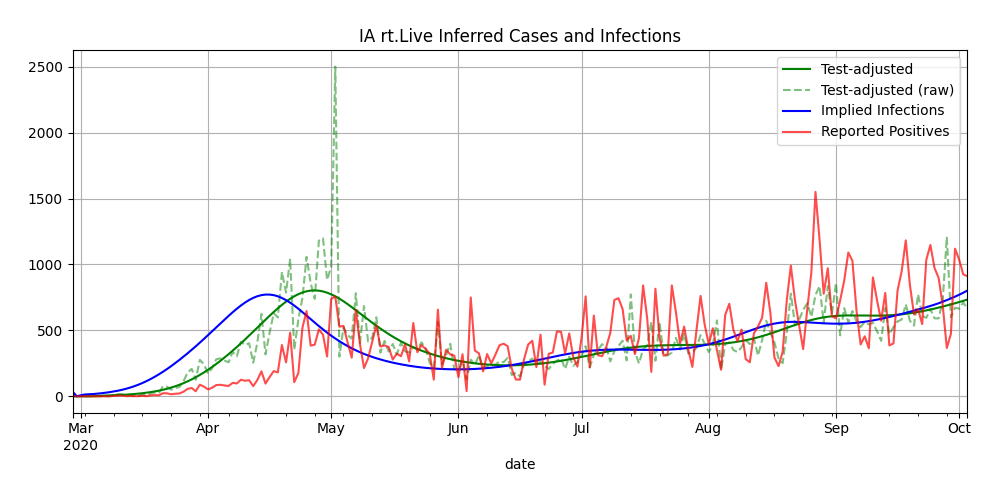 IA rt.Live Inferred Cases and Infections
2500
2000
1500
1000
500
0
Test-adjusted
Test-adjusted (raw)
Implied Infections
Reported Positives
Mar Apr May Jun Jul Aug Sep Oct
2020
date